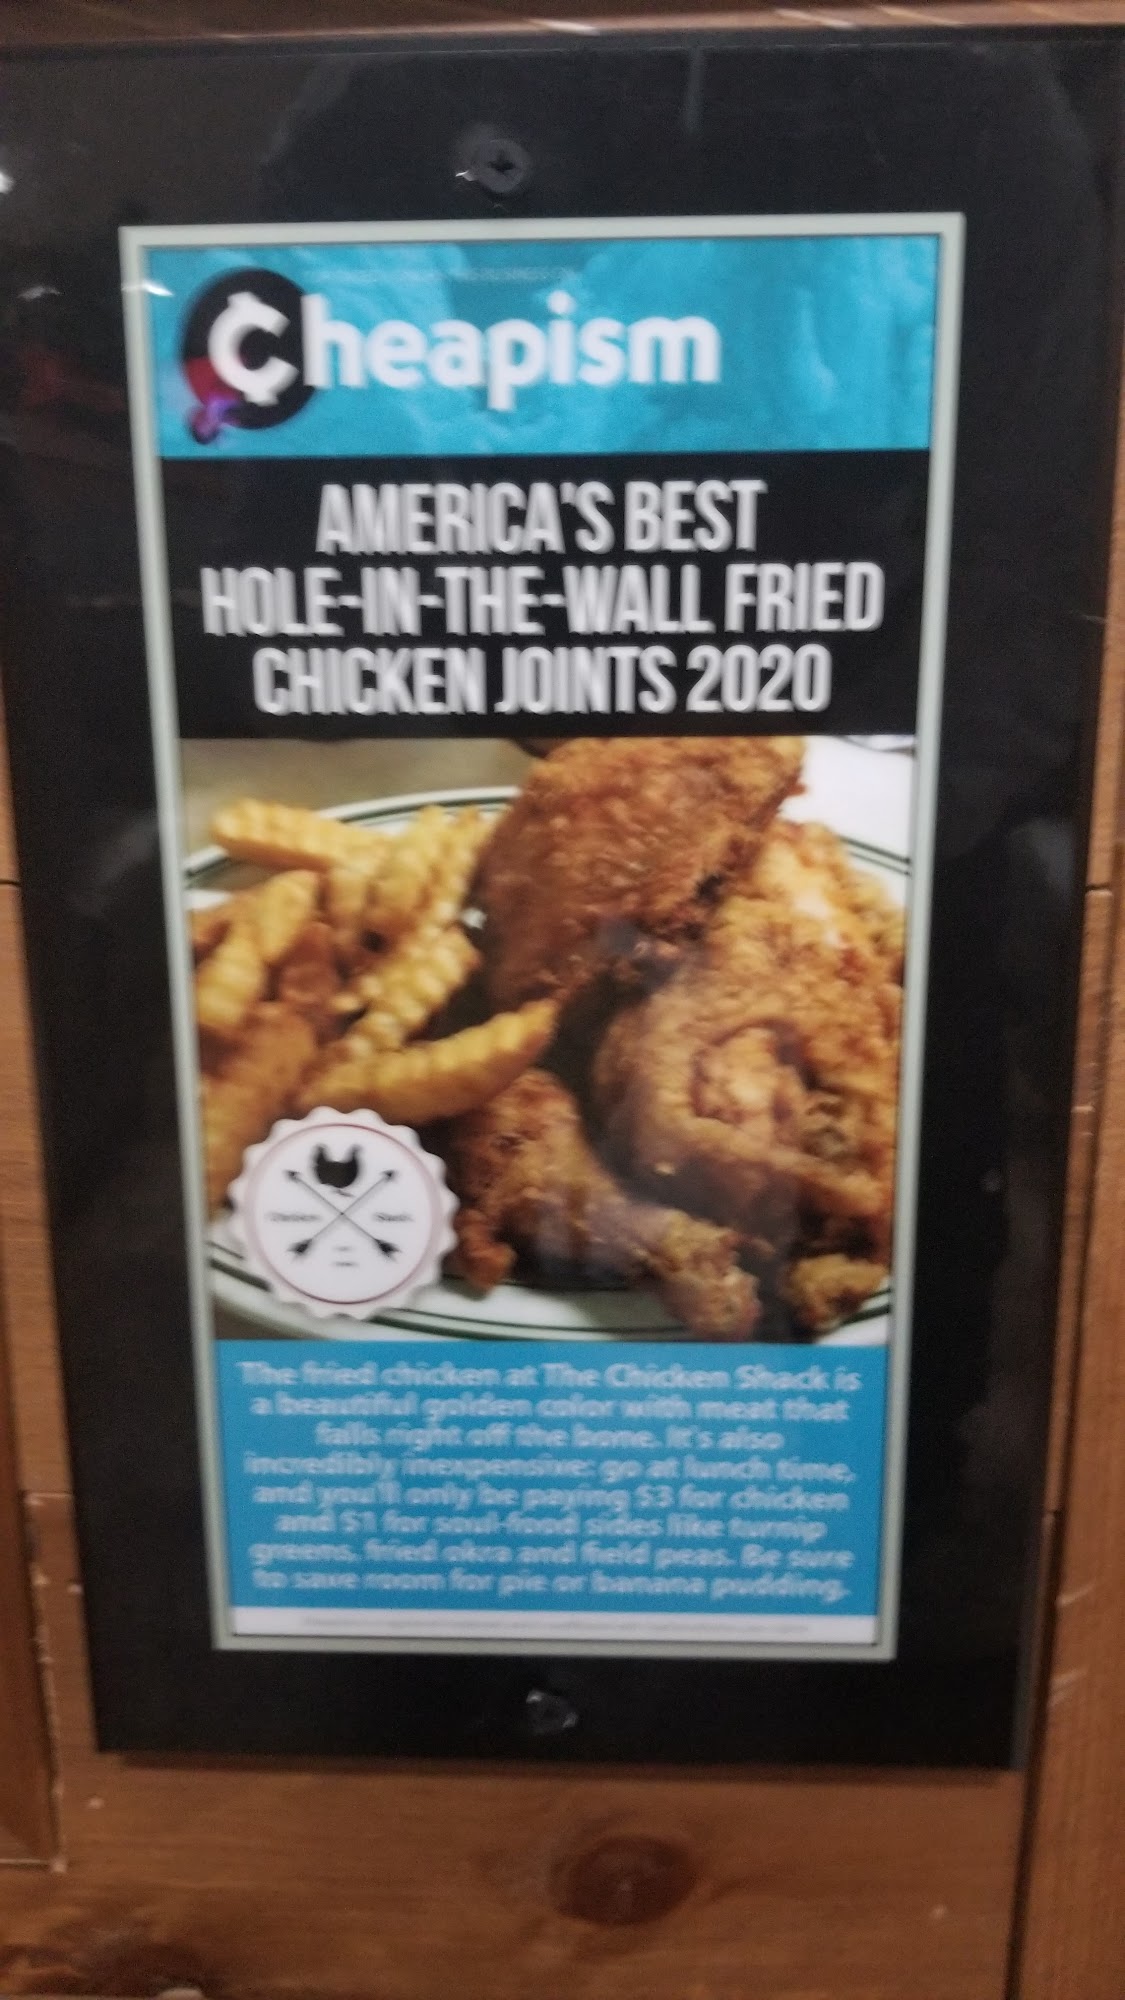 Cheapism
AMERICA'S BEST
HOLE-IN-THE-WALL FRIED
CHICKEN JOINTS 2020
Chicken Shack
The fried chicken at The Chicken Shack is
a beautiful golden color with meat that
falls right off the bone. It's also
incredibly inexpensive: go at lunch time,
and you'll only be paying $3 for chicken
and $1 for soul-food sides like turnip
greens, fried okra and field peas. Be sure
to save room for pie or banana pudding.